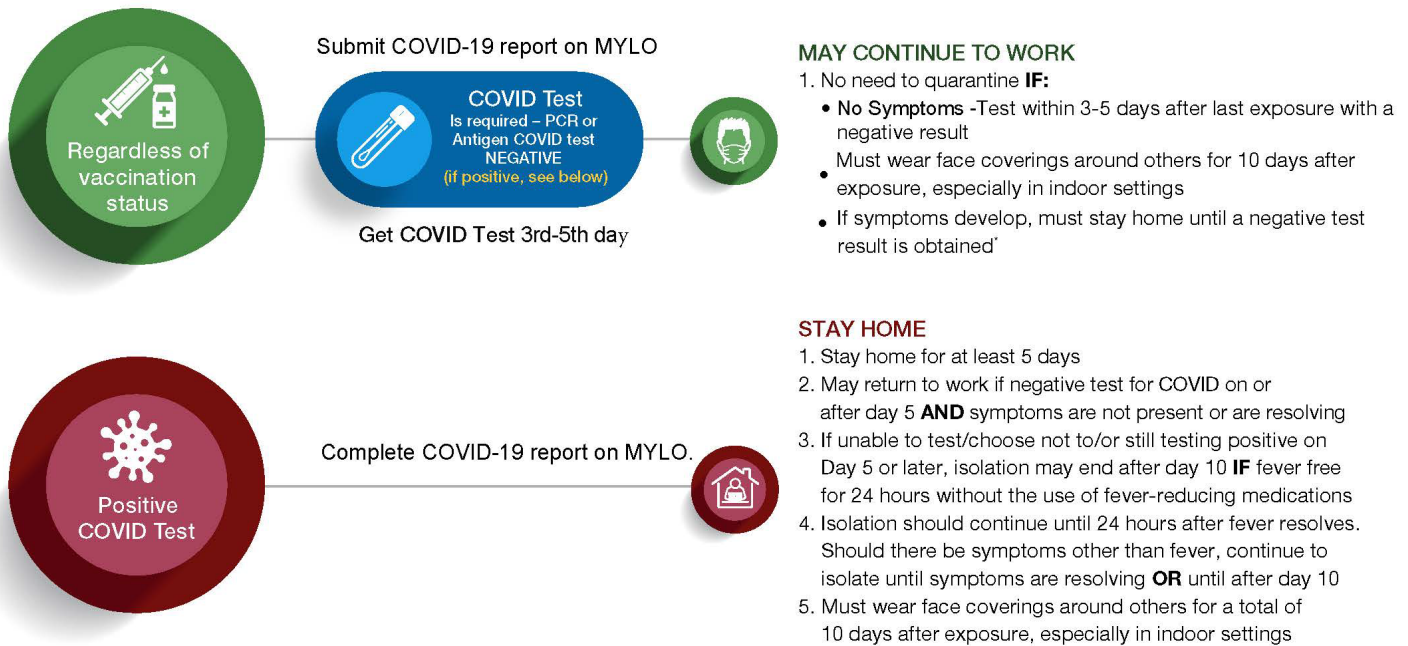 Regardless of
vaccination
status
Submit COVID-19 report on MYLO
COVID Test
Is required – PCR or
Antigen COVID test
NEGATIVE
(if positive, see below)
Get COVID Test 3rd-5th day
MAY CONTINUE TO WORK
1. No need to quarantine IF:
• No Symptoms -Test within 3-5 days after last exposure with a
negative result
• Must wear face coverings around others for 10 days after
exposure, especially in indoor settings
• If symptoms develop, must stay home until a negative test
result is obtained*
Positive
COVID Test
Complete COVID-19 report on MYLO.
STAY HOME
1. Stay home for at least 5 days
2. May return to work if negative test for COVID on or
after day 5 AND symptoms are not present or are resolving
3. If unable to test/choose not to/or still testing positive on
Day 5 or later, isolation may end after day 10 IF fever free
for 24 hours without the use of fever-reducing medications
4. Isolation should continue until 24 hours after fever resolves.
Should there be symptoms other than fever, continue to
isolate until symptoms are resolving OR until after day 10
5. Must wear face coverings around others for a total of
10 days after exposure, especially in indoor settings